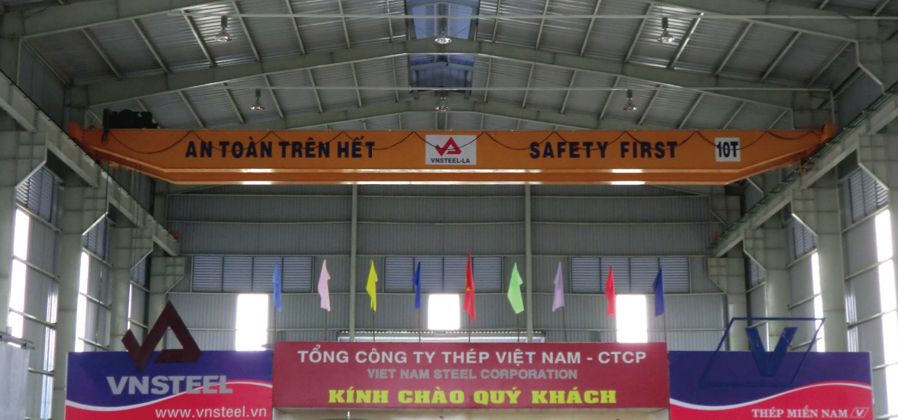 AN TOÀN TRÊN HẾT
VNSTEEL-LA
SAFETY FIRST
10T
TỔNG CÔNG TY THÉP VIỆT NAM - CTCP
VIET NAM STEEL CORPORATION
KÍNH CHÀO QUÝ KHÁCH
VNSTEEL
www.vnsteel.vn
V
THÉP MIỀN NAM /V/